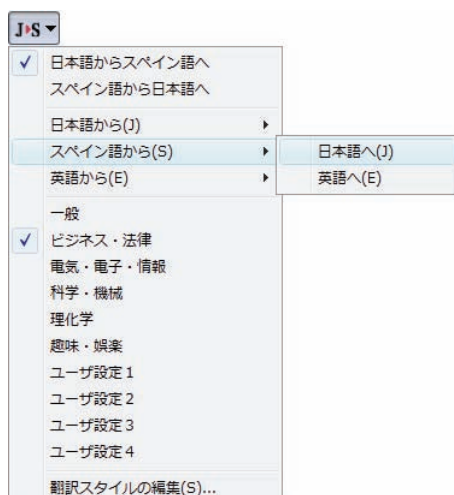 J▸S
日本語からスペイン語へ
スペイン語から日本語へ
日本語から(J)
スペイン語から(S)
日本語へ(J)
英語から(E)
英語へ(E)
一般
ビジネス・法律
電気・電子・情報
科学・機械
理化学
趣味・娯楽
ユーザ設定1
ユーザ設定2
ユーザ設定3
ユーザ設定4
翻訳スタイルの編集(S)...